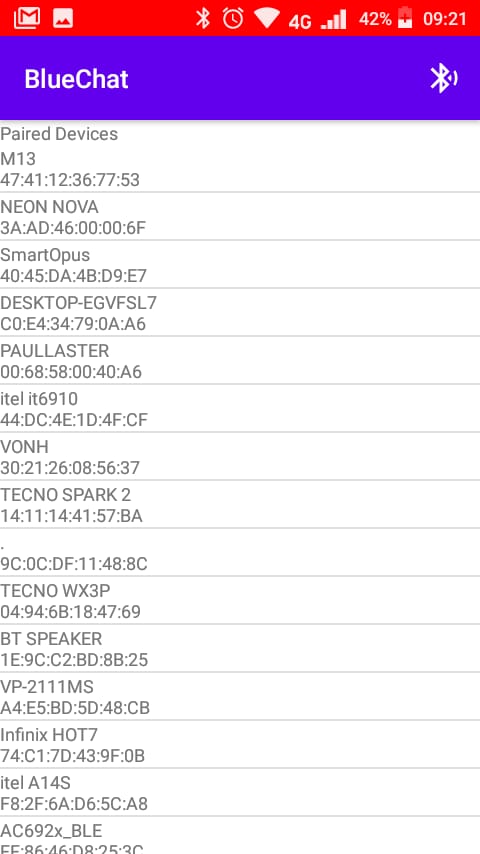 4G 42% 09:21
BlueChat
Paired Devices
M13
47:41:12:36:77:53
NEON NOVA
3A:AD:46:00:00:6F
SmartOpus
40:45:DA:4B:D9:E7
DESKTOP-EGVFSL7
C0:E4:34:79:0A:A6
PAULLASTER
00:68:58:00:40:A6
itel it6910
44:DC:4E:1D:4F:CF
VONH
30:21:26:08:56:37
TECNO SPARK 2
14:11:14:41:57:BA
.
9C:0C:DF:11:48:8C
TECNO WX3P
04:94:6B:18:47:69
BT SPEAKER
1E:9C:C2:BD:8B:25
VP-2111MS
A4:E5:BD:5D:48:CB
Infinix HOT7
74:C1:7D:43:9F:0B
itel A14S
F8:2F:6A:D6:5C:A8
AC692x_BLE